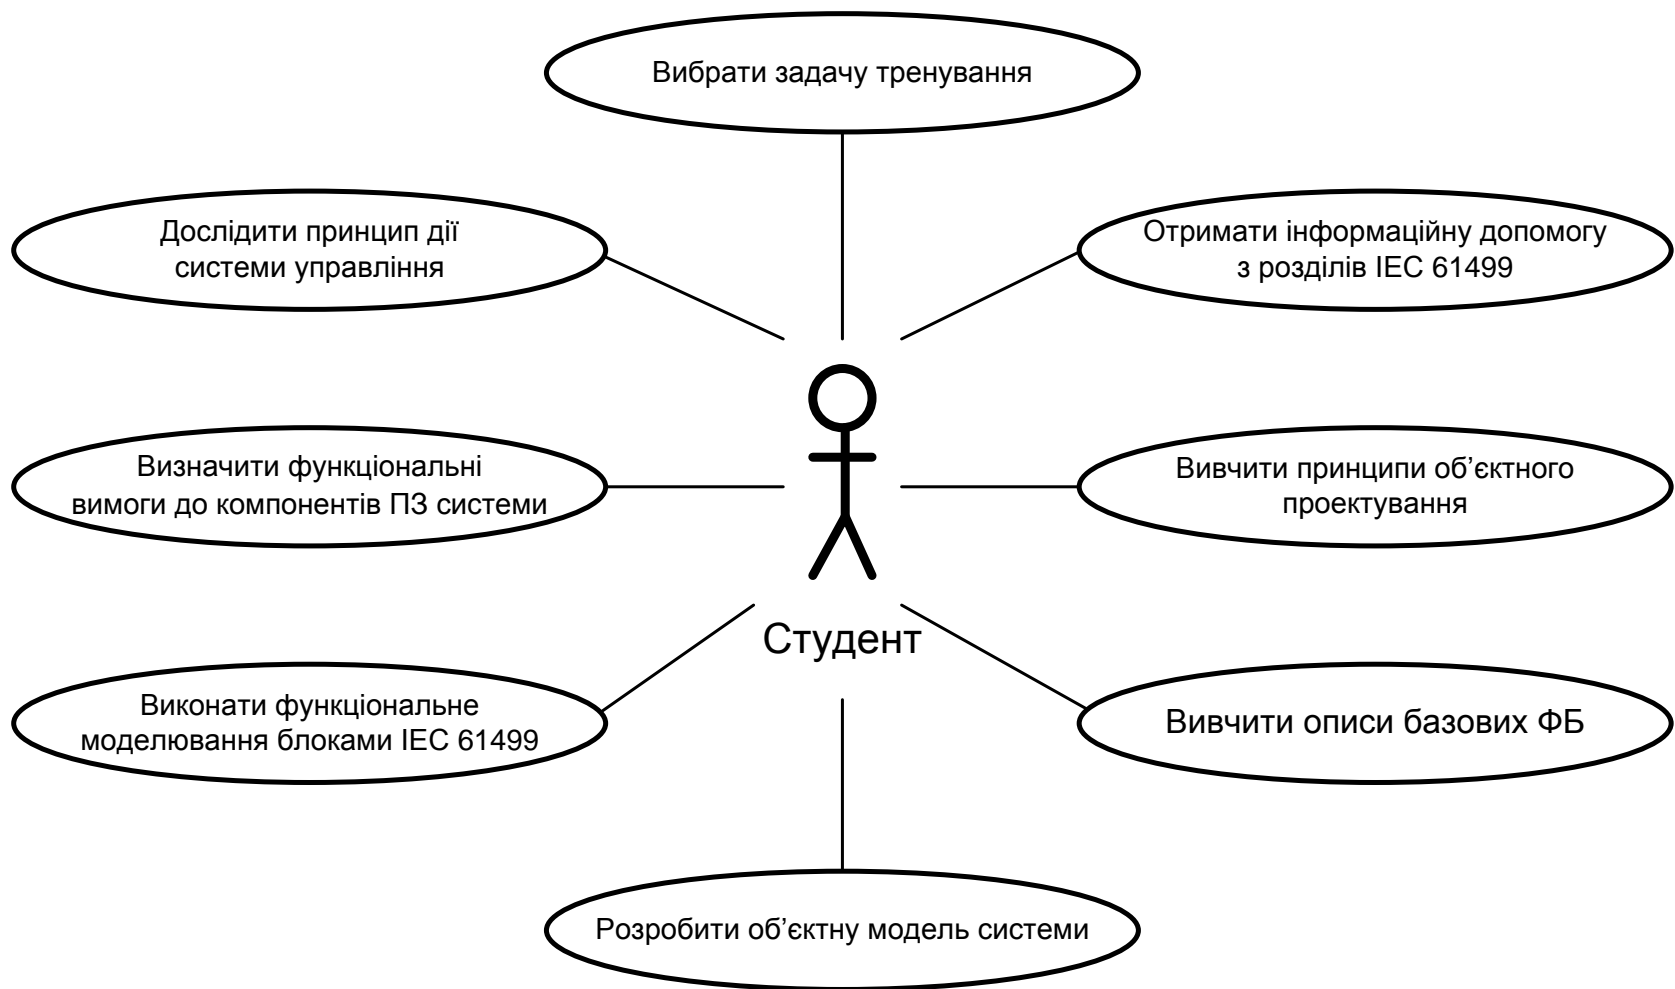 Вибрати задачу тренування
Дослідити принцип дії
системи управління
Отримати інформаційну допомогу
з розділів ІЕС 61499
Визначити функціональні
вимоги до компонентів ПЗ системи
Вивчити принципи об’єктного
проектування
Студент
Виконати функціональне
моделювання блоками ІЕС 61499
Вивчити описи базових ФБ
Розробити об’єктну модель системи